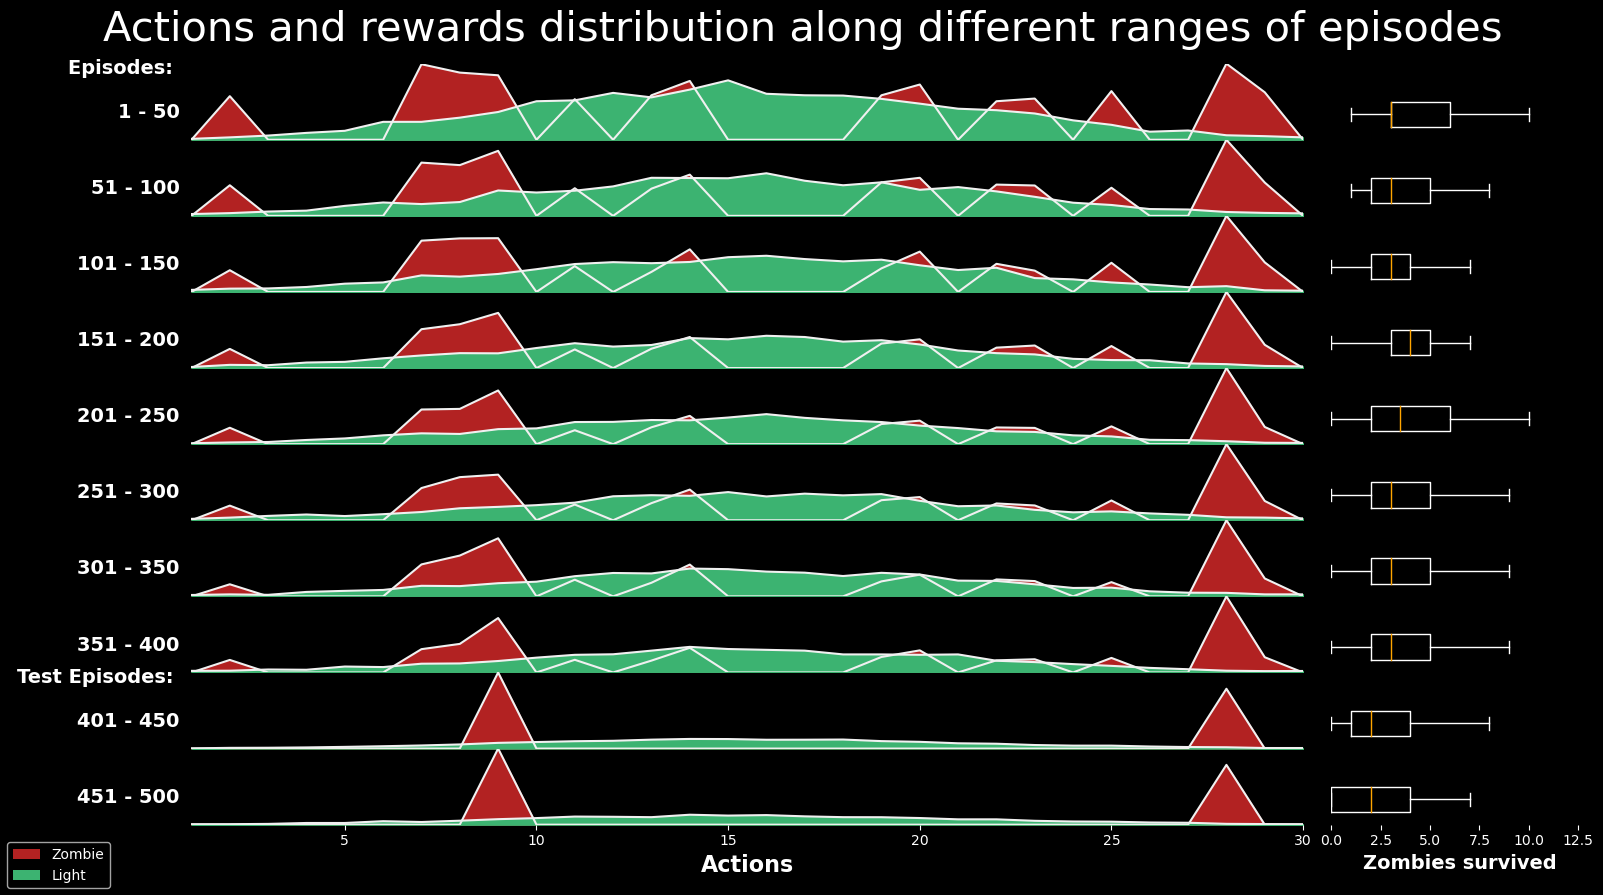 Actions and rewards distribution along different ranges of episodes
Episodes:
1 - 50
51 - 100
101 - 150
151 - 200
201 - 250
251 - 300
301 - 350
351 - 400
Test Episodes:
401 - 450
451 - 500
5 10 15 20 25 30
0.0 2.5 5.0 7.5 10.0 12.5
Actions
Zombies survived
Zombie
Light